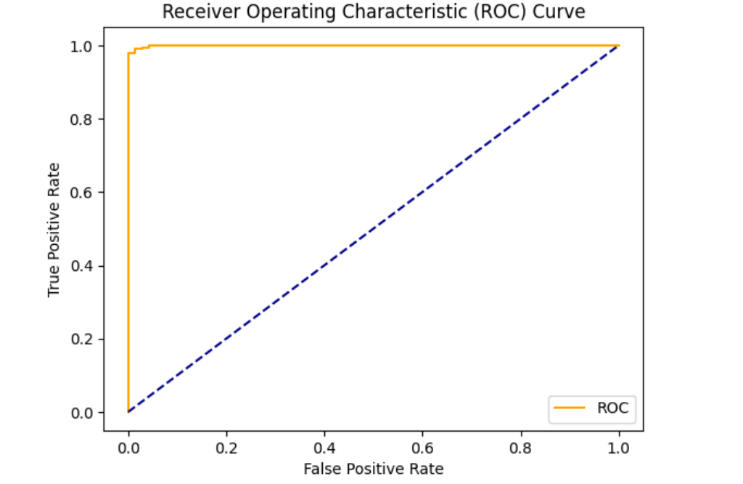 Receiver Operating Characteristic (ROC) Curve
1.0
0.8
0.6
0.4
0.2
0.0
True Positive Rate
ROC
0.0 0.2 0.4 0.6 0.8 1.0
False Positive Rate